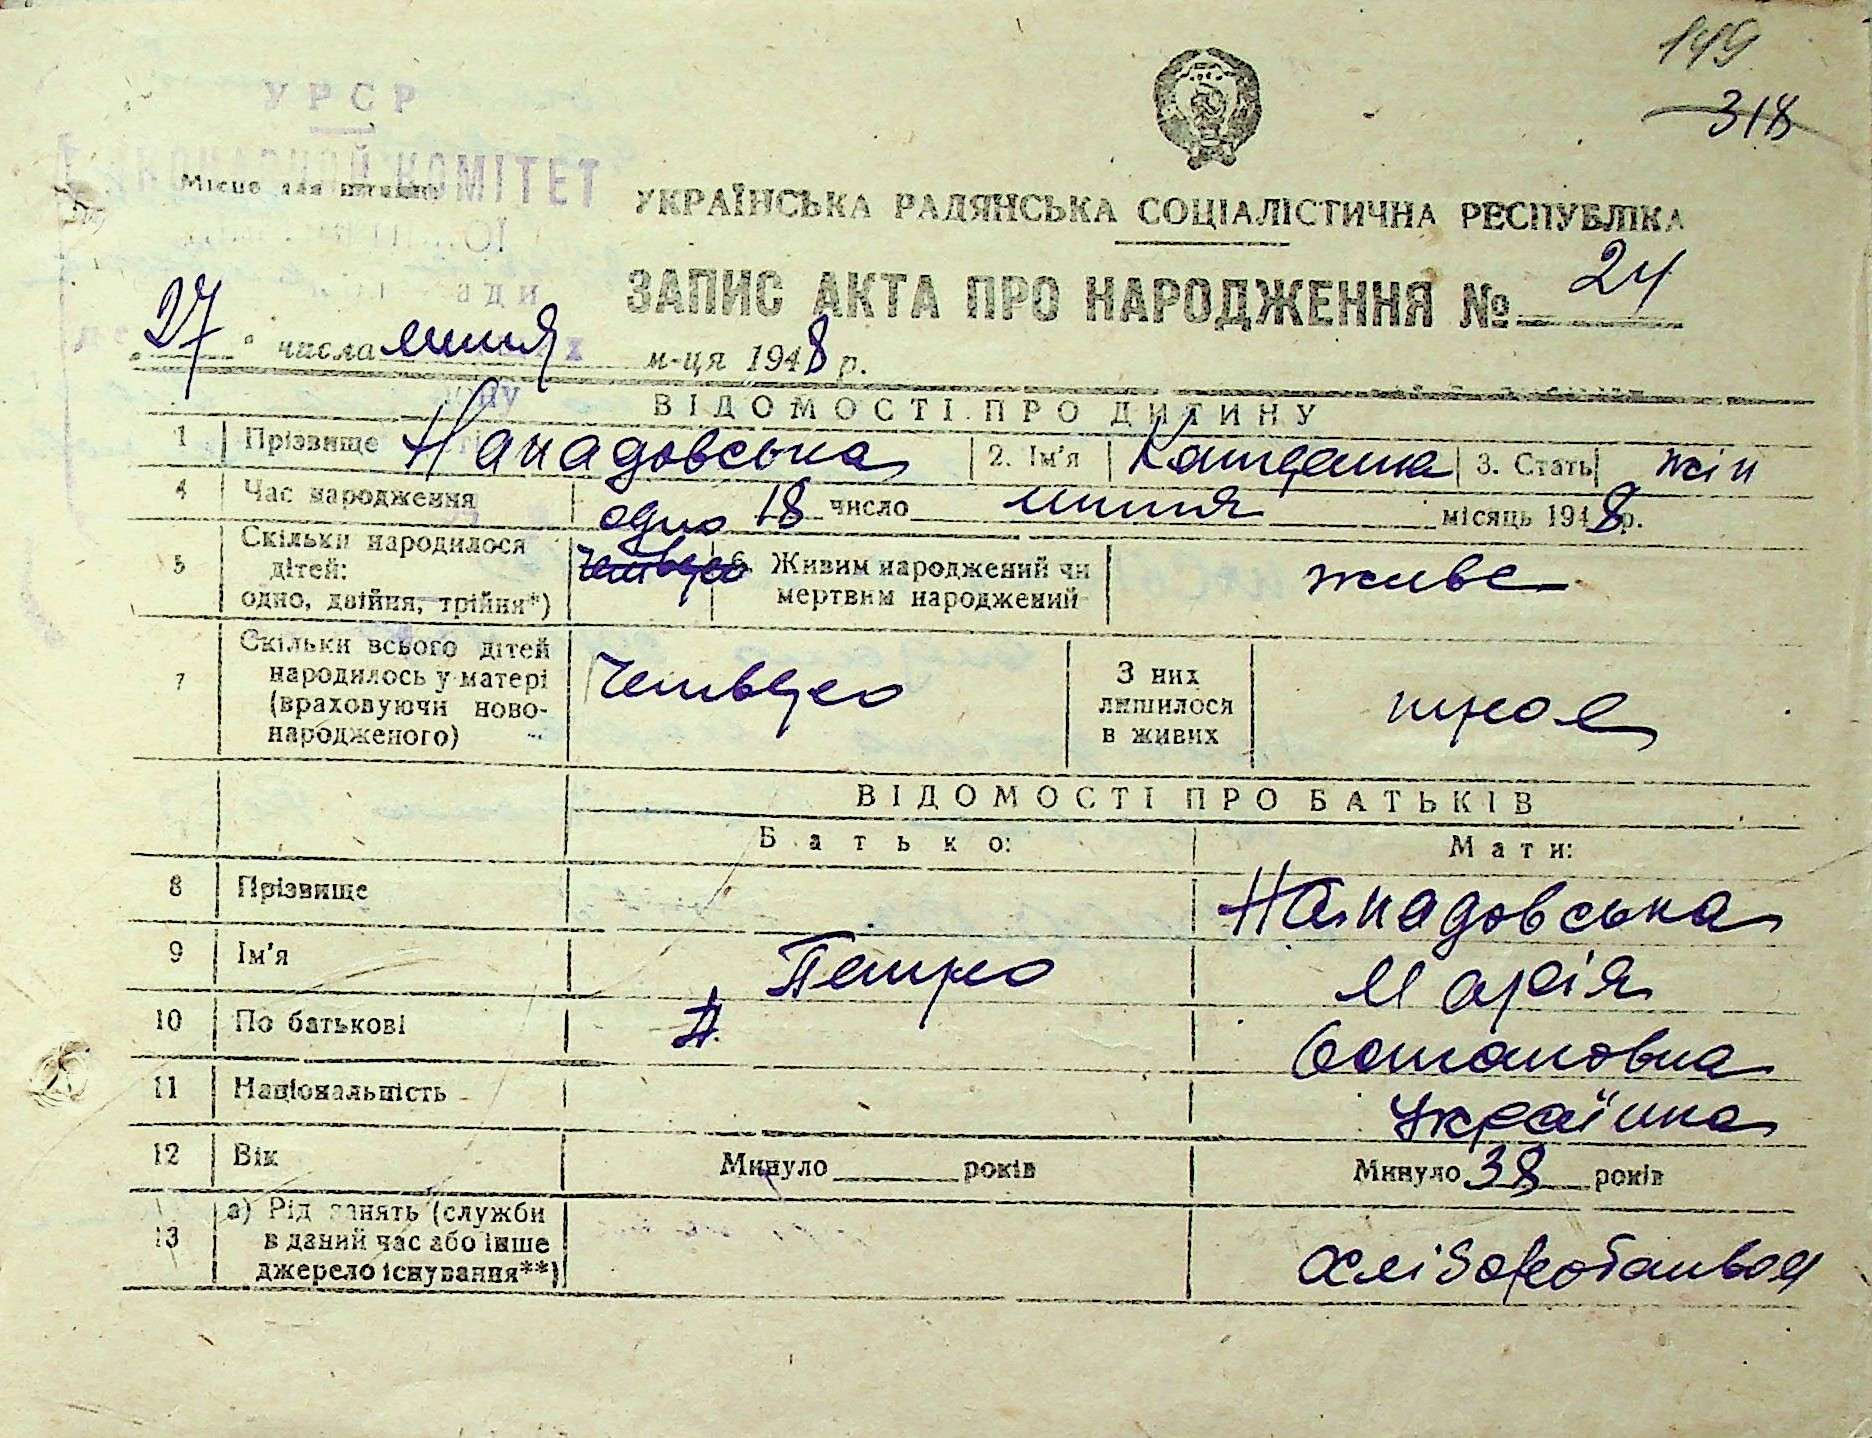 149
318
УРСР
КОМІТЕТ
Місце для штампу
УКРАЇНСЬКА РАДЯНСЬКА СОЦІАЛІСТИЧНА РЕСПУБЛІКА
ЗАПИС АКТА ПРО НАРОДЖЕННЯ № 24
„27“ числа липня м-ця 1948 р.
ВІДОМОСТІ ПРО ДИТИНУ
1 Прізвище Нападовська 2. Ім'я Катерина 3. Стать жін
4 Час народження 18 число липня місяць 1948 р.
одно
5 Скільки народилося дітей: одно, двійня, трійня*) четверо 6. Живим народжений чи мертвим народжений живе
7 Скільки всього дітей народилось у матері (враховуючи новонародженого) четверо З них лишилося в живих троє
ВІДОМОСТІ ПРО БАТЬКІВ
Батько: Мати:
8 Прізвище Нападовська
9 Ім'я Петро Марія
10 По батькові П. Остаповна
11 Національність українка
12 Вік Минуло років Минуло 38 років
13 а) Рід занять (служби в даний час або інше джерело існування**) хліборобством